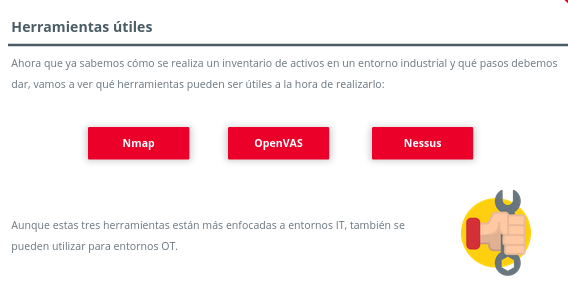 Herramientas útiles
Ahora que ya sabemos cómo se realiza un inventario de activos en un entorno industrial y qué pasos debemos
dar, vamos a ver qué herramientas pueden ser útiles a la hora de realizarlo:
Nmap
OpenVAS
Nessus
Aunque estas tres herramientas están más enfocadas a entornos IT, también se
pueden utilizar para entornos OT.